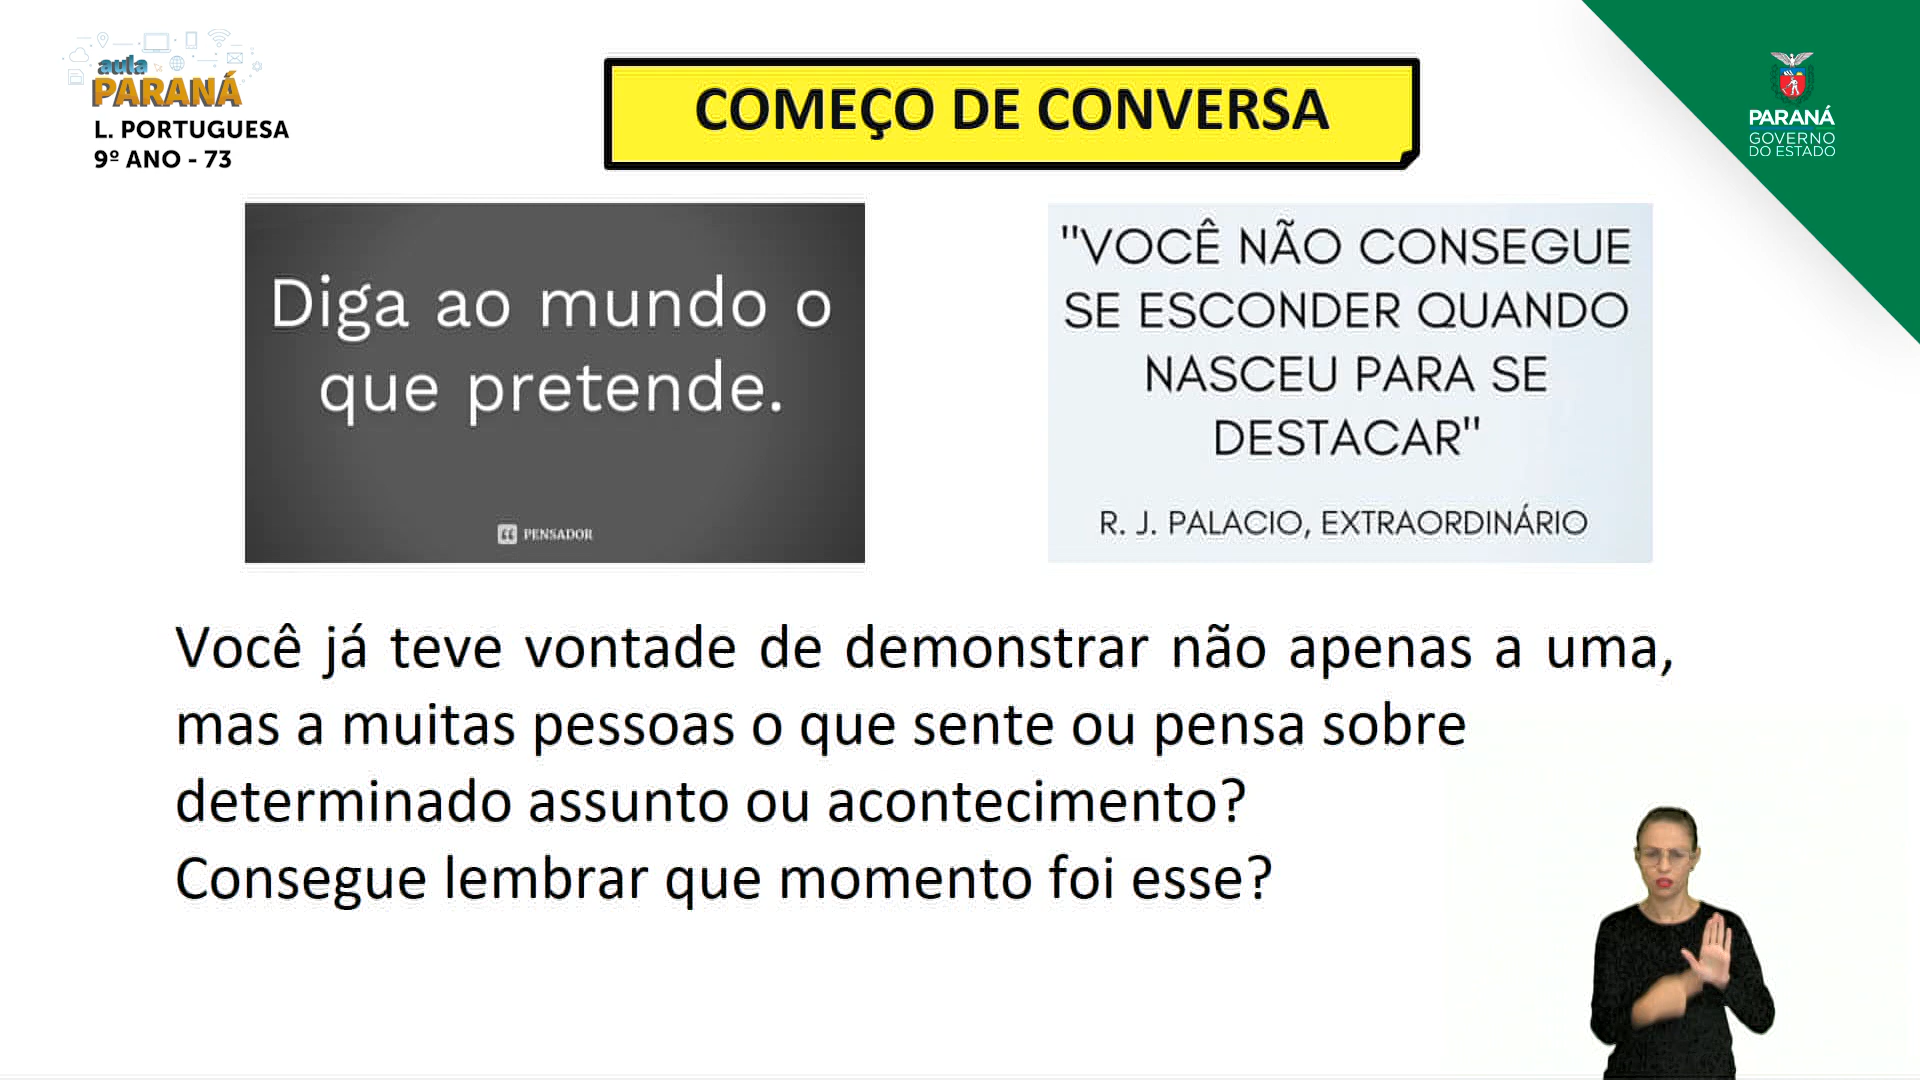 aula
PARANÁ
L. PORTUGUESA
9º ANO - 73
COMEÇO DE CONVERSA
PARANÁ
GOVERNO
DO ESTADO
Diga ao mundo o
que pretende.
PENSADOR
"VOCÊ NÃO CONSEGUE
SE ESCONDER QUANDO
NASCEU PARA SE
DESTACAR"
R. J. PALACIO, EXTRAORDINÁRIO
Você já teve vontade de demonstrar não apenas a uma,
mas a muitas pessoas o que sente ou pensa sobre
determinado assunto ou acontecimento?
Consegue lembrar que momento foi esse?